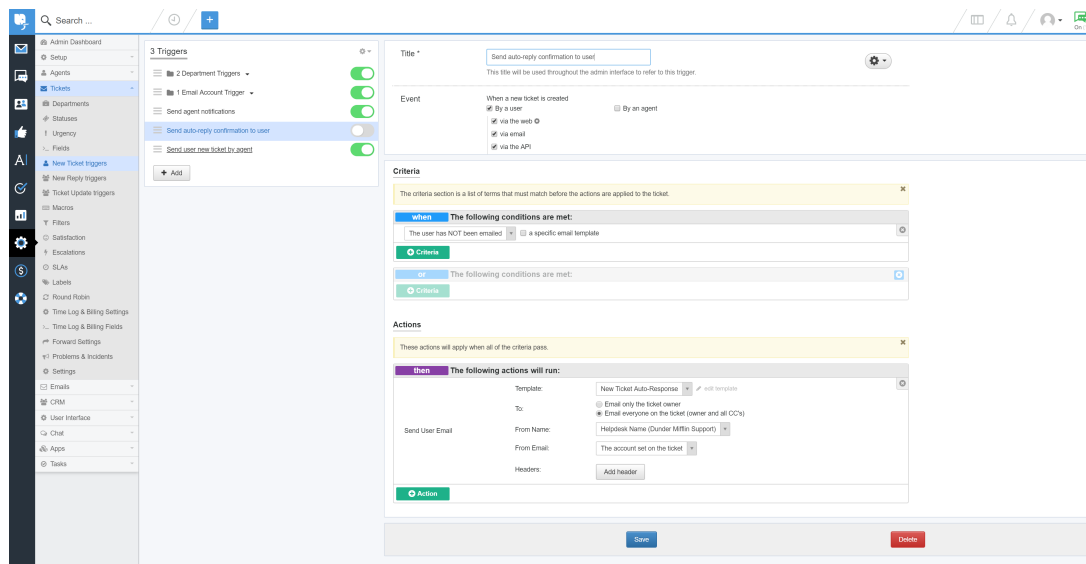 Search ...
On
Admin Dashboard
Setup
Agents
Tickets
Departments
Statuses
Urgency
Fields
New Ticket triggers
New Reply triggers
Ticket Update triggers
Macros
Filters
Satisfaction
Escalations
SLAs
Labels
Round Robin
Time Log & Billing Settings
Time Log & Billing Fields
Forward Settings
Problems & Incidents
Settings
Emails
CRM
User Interface
Chat
Apps
Tasks
3 Triggers
2 Department Triggers
1 Email Account Trigger
Send agent notifications
Send auto-reply confirmation to user
Send user new ticket by agent
+ Add
Title *
Send auto-reply confirmation to user
This title will be used throughout the admin interface to refer to this trigger.
Event
When a new ticket is created
By a user
By an agent
via the web
via email
via the API
Criteria
The criteria section is a list of terms that must match before the actions are applied to the ticket.
when The following conditions are met:
The user has NOT been emailed a specific email template
Criteria
or The following conditions are met:
Criteria
Actions
These actions will apply when all of the criteria pass.
then The following actions will run:
Send User Email
Template: New Ticket Auto-Response edit template
To: Email only the ticket owner
Email everyone on the ticket (owner and all CC's)
From Name: Helpdesk Name (Dunder Mifflin Support)
From Email: The account set on the ticket
Headers: Add header
Action
Save
Delete